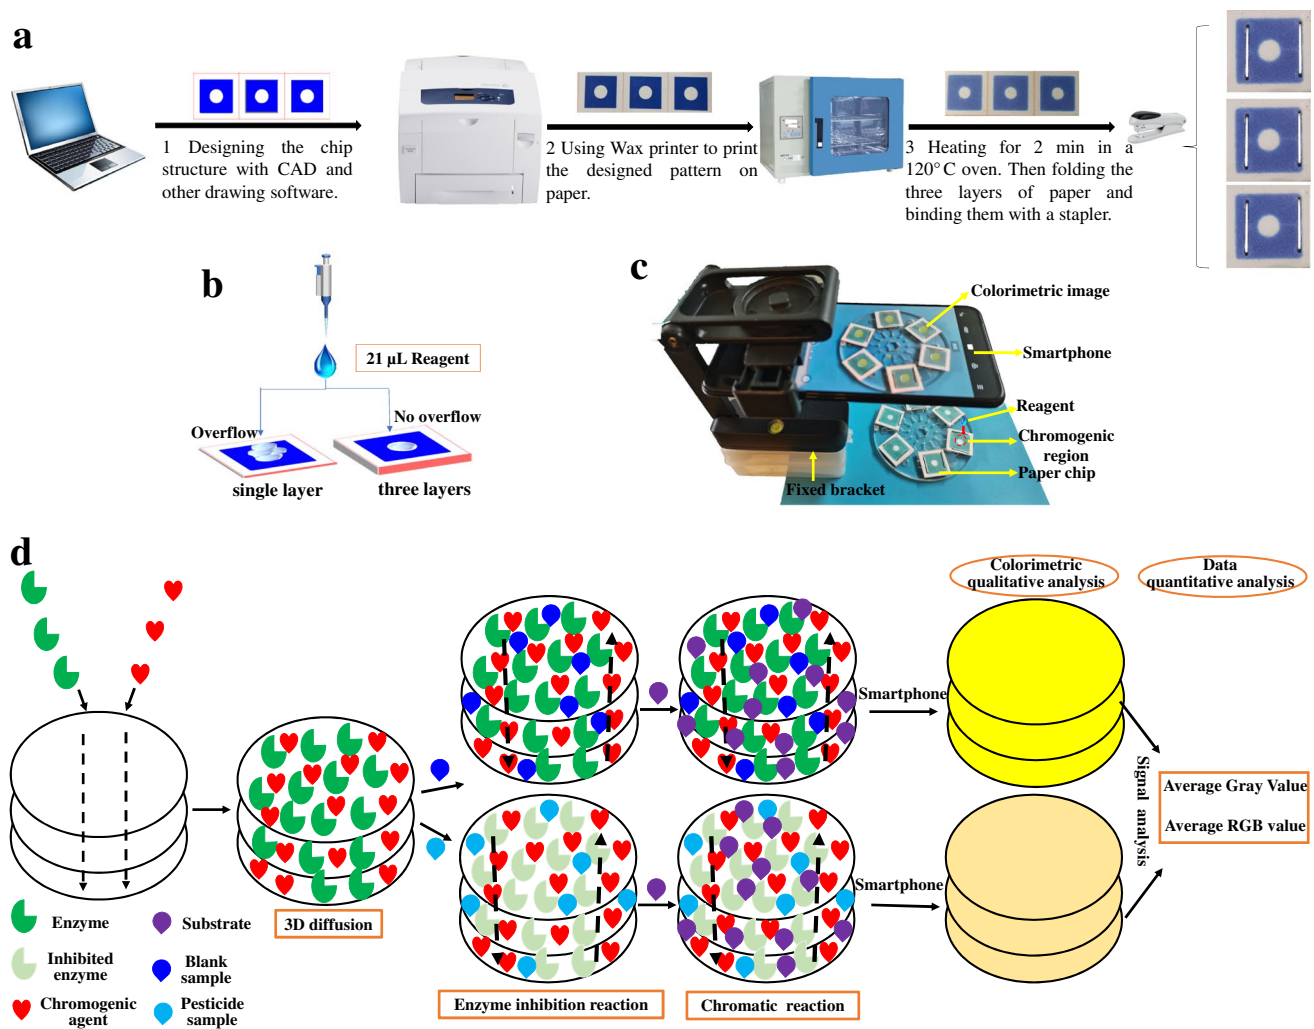 a
1 Designing the chip
structure with CAD and
other drawing software.
2 Using Wax printer to print
the designed pattern on
paper.
3 Heating for 2 min in a
120°C oven. Then folding the
three layers of paper and
binding them with a stapler.
b
21 μL Reagent
Overflow
No overflow
single layer
three layers
c
Colorimetric image
Smartphone
Reagent
Chromogenic
region
Paper chip
Fixed bracket
d
Colorimetric
qualitative analysis
Data
quantitative analysis
Smartphone
Smartphone
Signal analysis
Average Gray Value
Average RGB value
3D diffusion
Enzyme inhibition reaction
Chromatic reaction
Enzyme
Substrate
Inhibited
enzyme
Blank
sample
Chromogenic
agent
Pesticide
sample